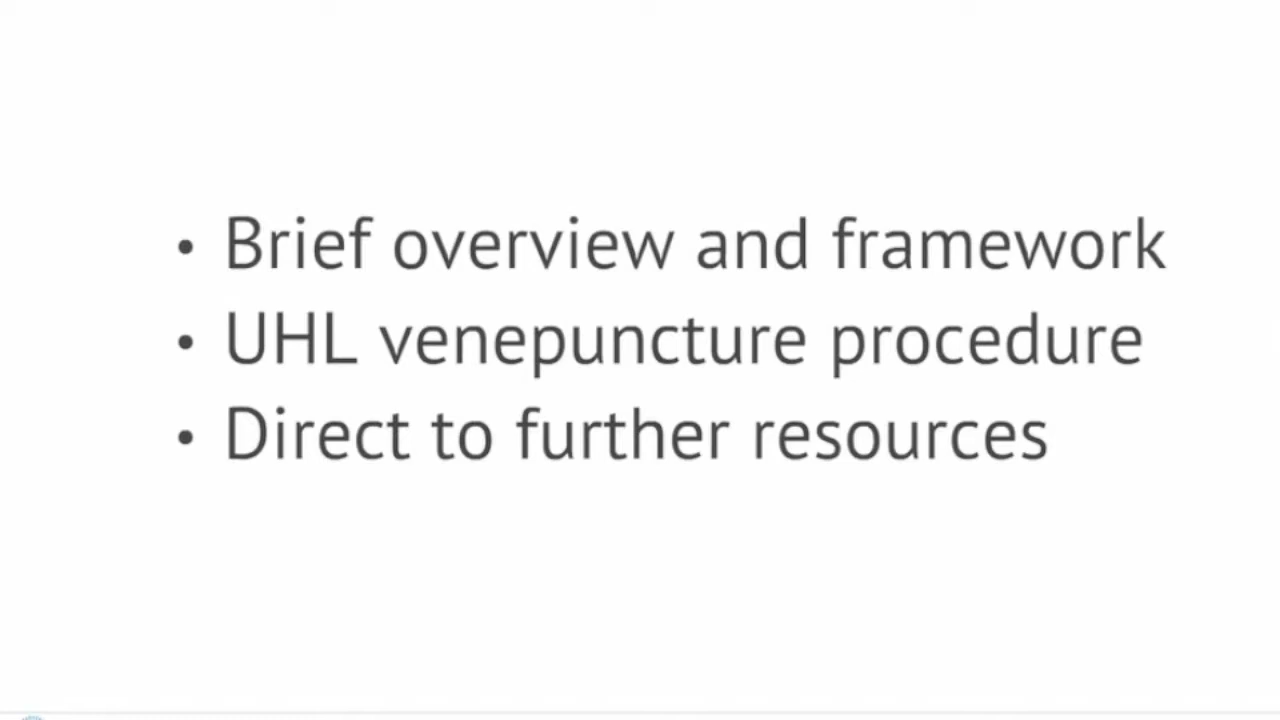 • Brief overview and framework
• UHL venepuncture procedure
• Direct to further resources